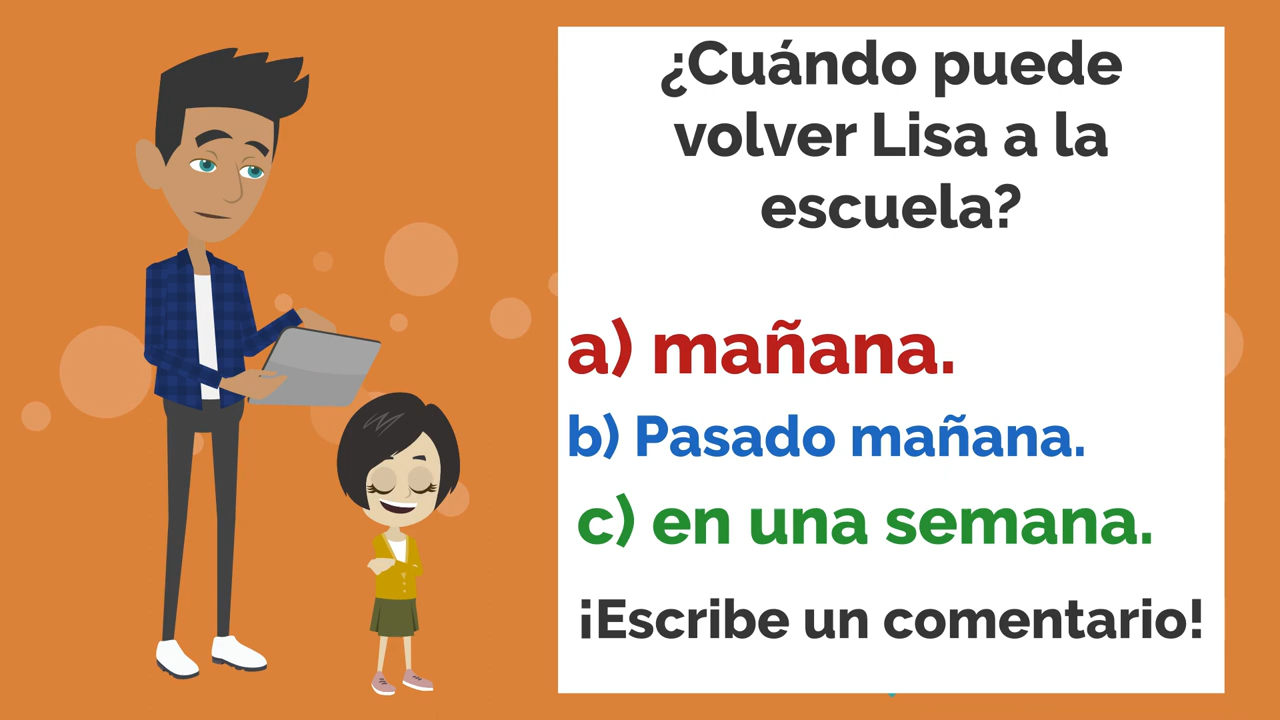 ¿Cuándo puede
volver Lisa a la
escuela?
a) mañana.
b) Pasado mañana.
c) en una semana.
¡Escribe un comentario!